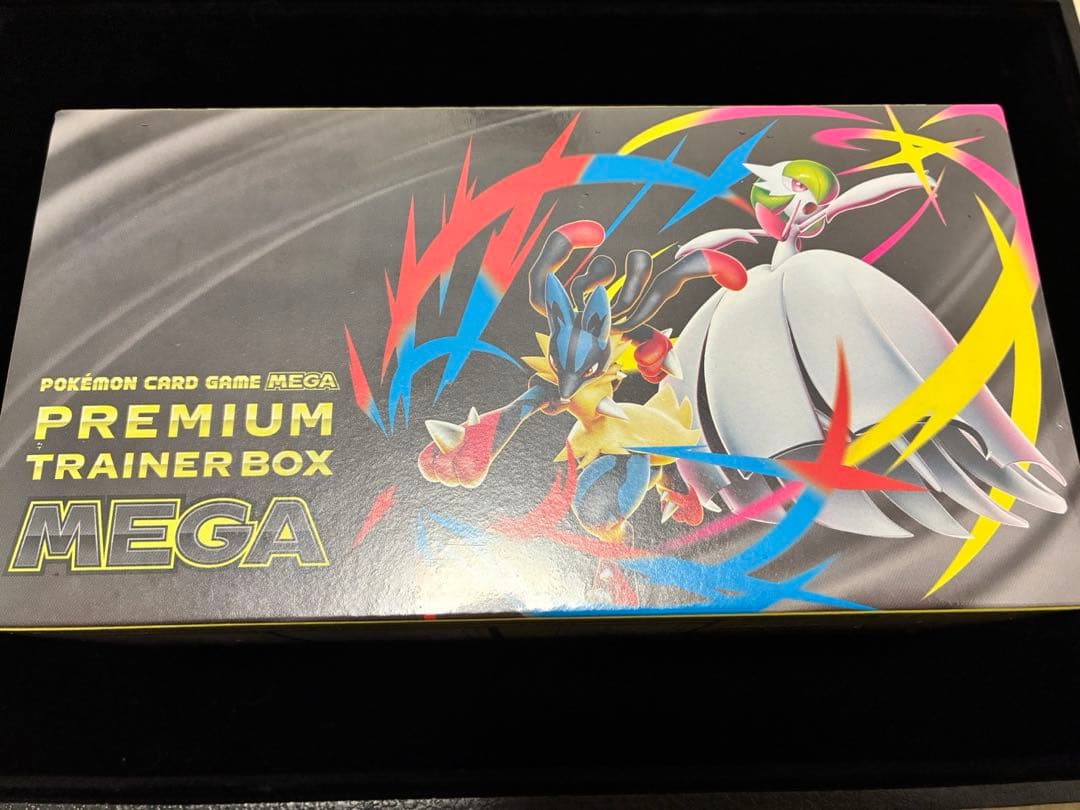 POKÉMON CARD GAME MEGA
PREMIUM
TRAINER BOX
MEGA